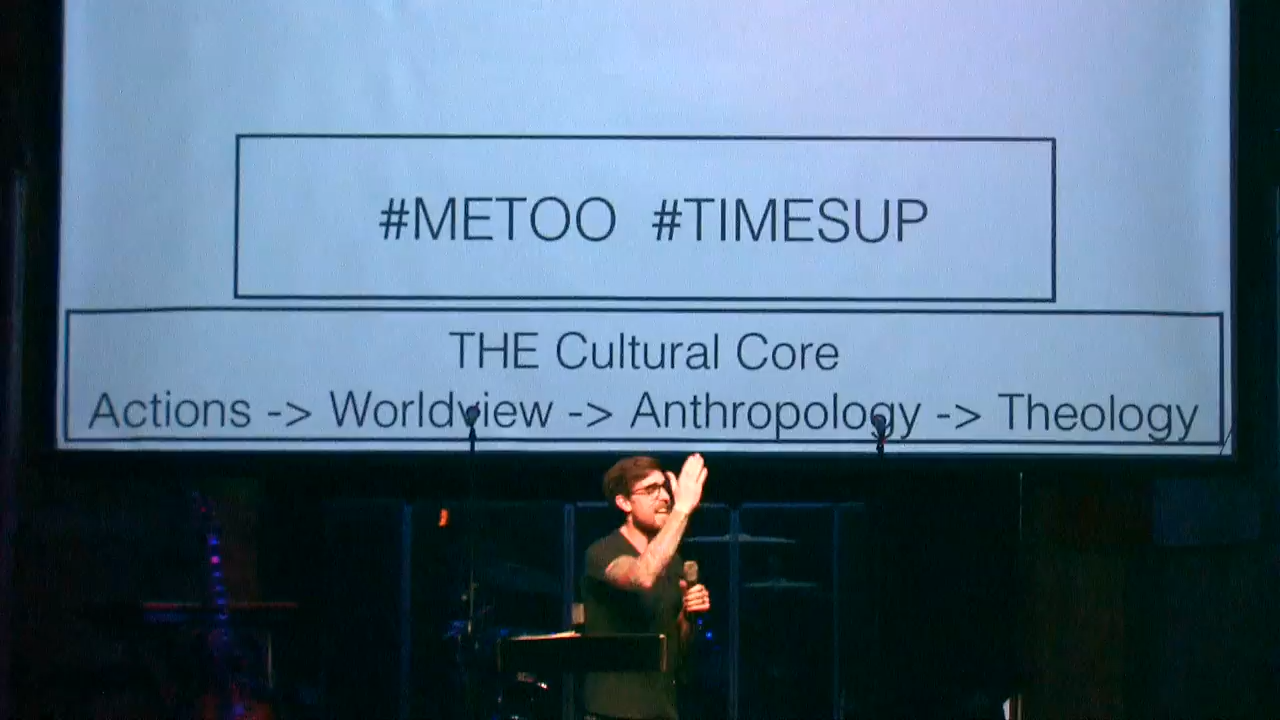 #METOO #TIMESUP
THE Cultural Core
Actions -> Worldview -> Anthropology -> Theology